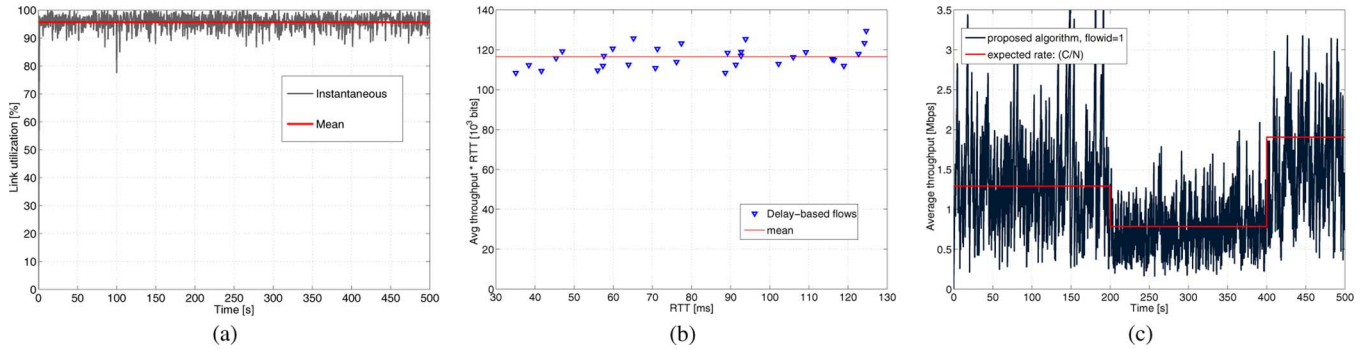 100
90
80
70
60
50
40
30
20
10
0
Link utilization [%]
Instantaneous
Mean
0 50 100 150 200 250 300 350 400 450 500
Time [s]
(a)
140
120
100
80
60
40
20
0
Avg throughput * RTT [10³ bits]
Delay-based flows
mean
30 40 50 60 70 80 90 100 110 120 130
RTT [ms]
(b)
3.5
3
2.5
2
1.5
1
0.5
0
Average throughput [Mbps]
proposed algorithm, flowid=1
expected rate: (C/N)
0 50 100 150 200 250 300 350 400 450 500
Time [s]
(c)